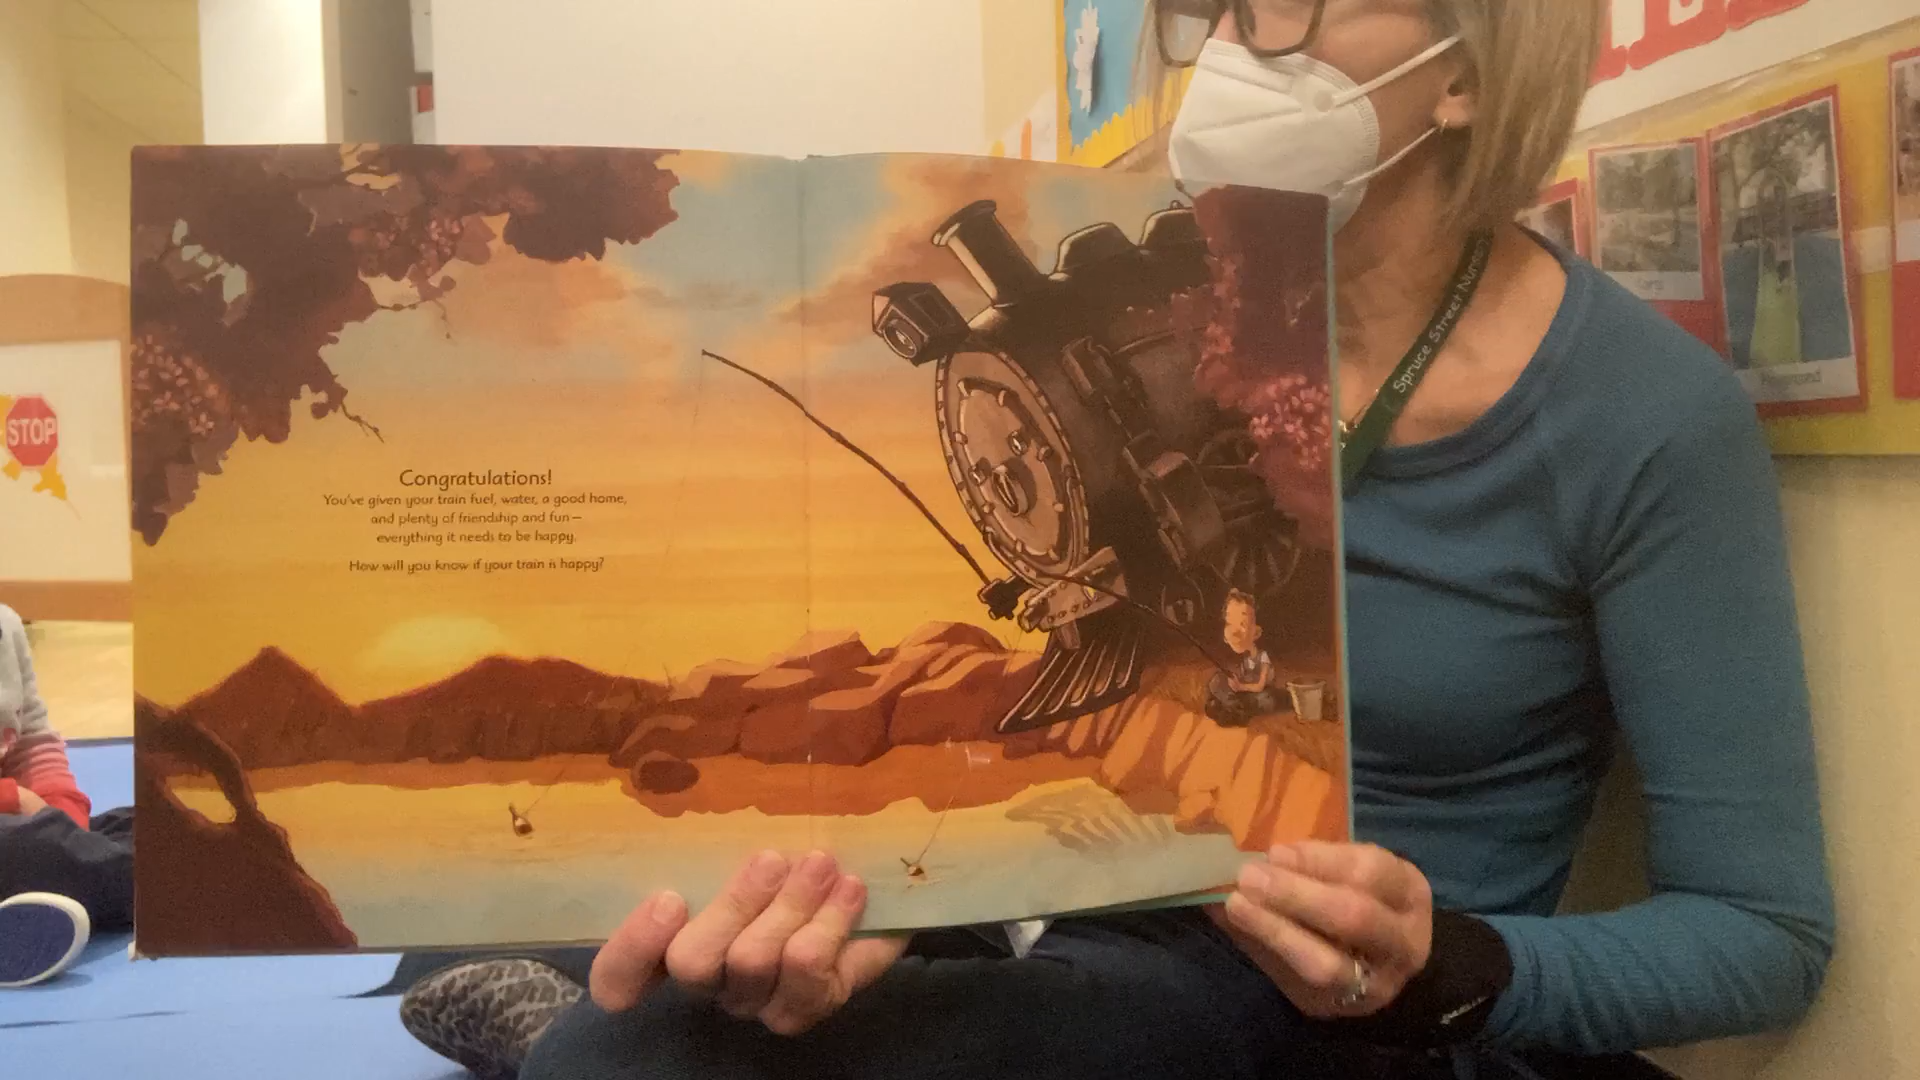 STOP
Congratulations!
You've given your train fuel, water, a good home,
and plenty of friendship and fun—
everything it needs to be happy.
How will you know if your train is happy?
Spruce Street Nursery